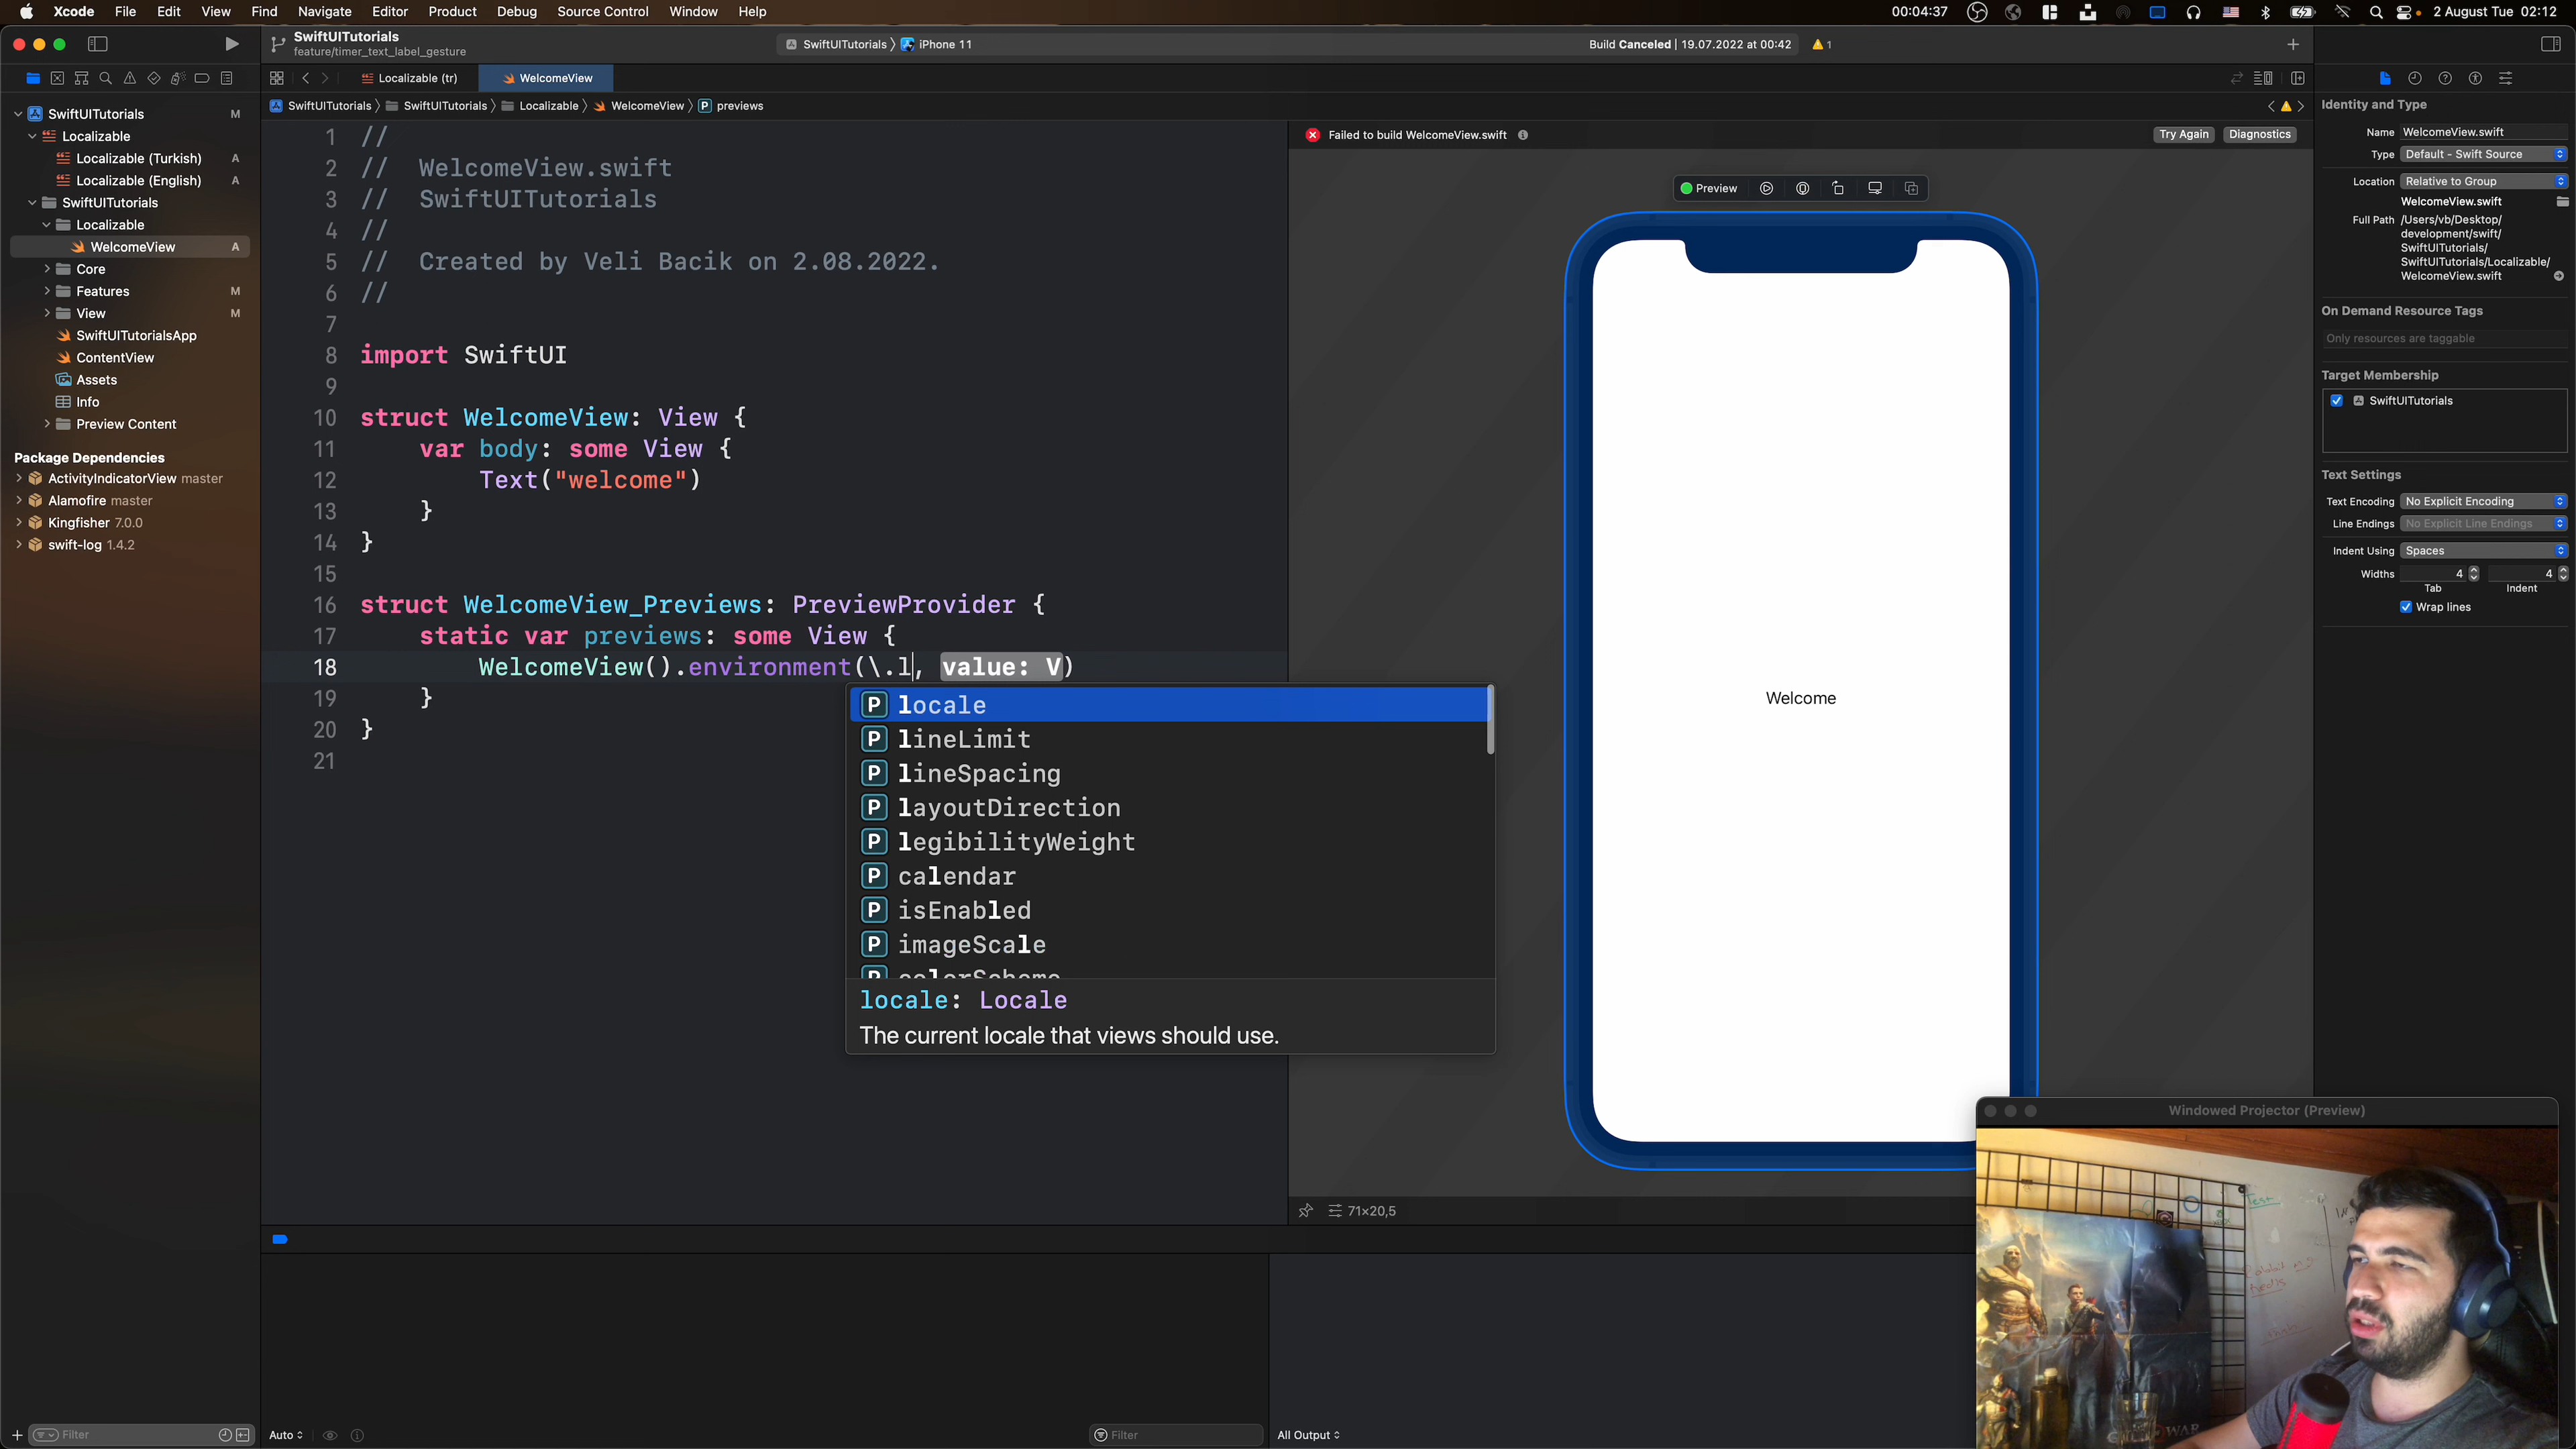 Xcode File Edit View Find Navigate Editor Product Debug Source Control Window Help
00:04:37
2 August Tue 02:12
SwiftUITutorials
feature/timer_text_label_gesture
SwiftUITutorials 〉 iPhone 11
Build Canceled | 19.07.2022 at 00:42
1
Localizable (tr)
WelcomeView
SwiftUITutorials 〉 SwiftUITutorials 〉 Localizable 〉 WelcomeView 〉 P previews
SwiftUITutorials M
Localizable
Localizable (Turkish) A
Localizable (English) A
SwiftUITutorials
Localizable
WelcomeView A
Core
Features M
View M
SwiftUITutorialsApp
ContentView
Assets
Info
Preview Content
Package Dependencies
ActivityIndicatorView master
Alamofire master
Kingfisher 7.0.0
swift-log 1.4.2
Filter
1 //
2 // WelcomeView.swift
3 // SwiftUITutorials
4 //
5 // Created by Veli Bacik on 2.08.2022.
6 //
7
8 import SwiftUI
9
10 struct WelcomeView: View {
11 var body: some View {
12 Text("welcome")
13 }
14 }
15
16 struct WelcomeView_Previews: PreviewProvider {
17 static var previews: some View {
18 WelcomeView().environment(\.l, value: V)
19 }
20 }
21
P locale
P lineLimit
P lineSpacing
P layoutDirection
P legibilityWeight
P calendar
P isEnabled
P imageScale
P colorScheme
locale: Locale
The current locale that views should use.
Failed to build WelcomeView.swift
Try Again
Diagnostics
Preview
Welcome
71×20,5
Auto
Filter
All Output
Identity and Type
Name WelcomeView.swift
Type Default - Swift Source
Location Relative to Group
WelcomeView.swift
Full Path /Users/vb/Desktop/
development/swift/
SwiftUITutorials/
SwiftUITutorials/Localizable/
WelcomeView.swift
On Demand Resource Tags
Only resources are taggable
Target Membership
SwiftUITutorials
Text Settings
Text Encoding No Explicit Encoding
Line Endings No Explicit Line Endings
Indent Using Spaces
Widths 4 4
Tab Indent
Wrap lines
Windowed Projector (Preview)
Test